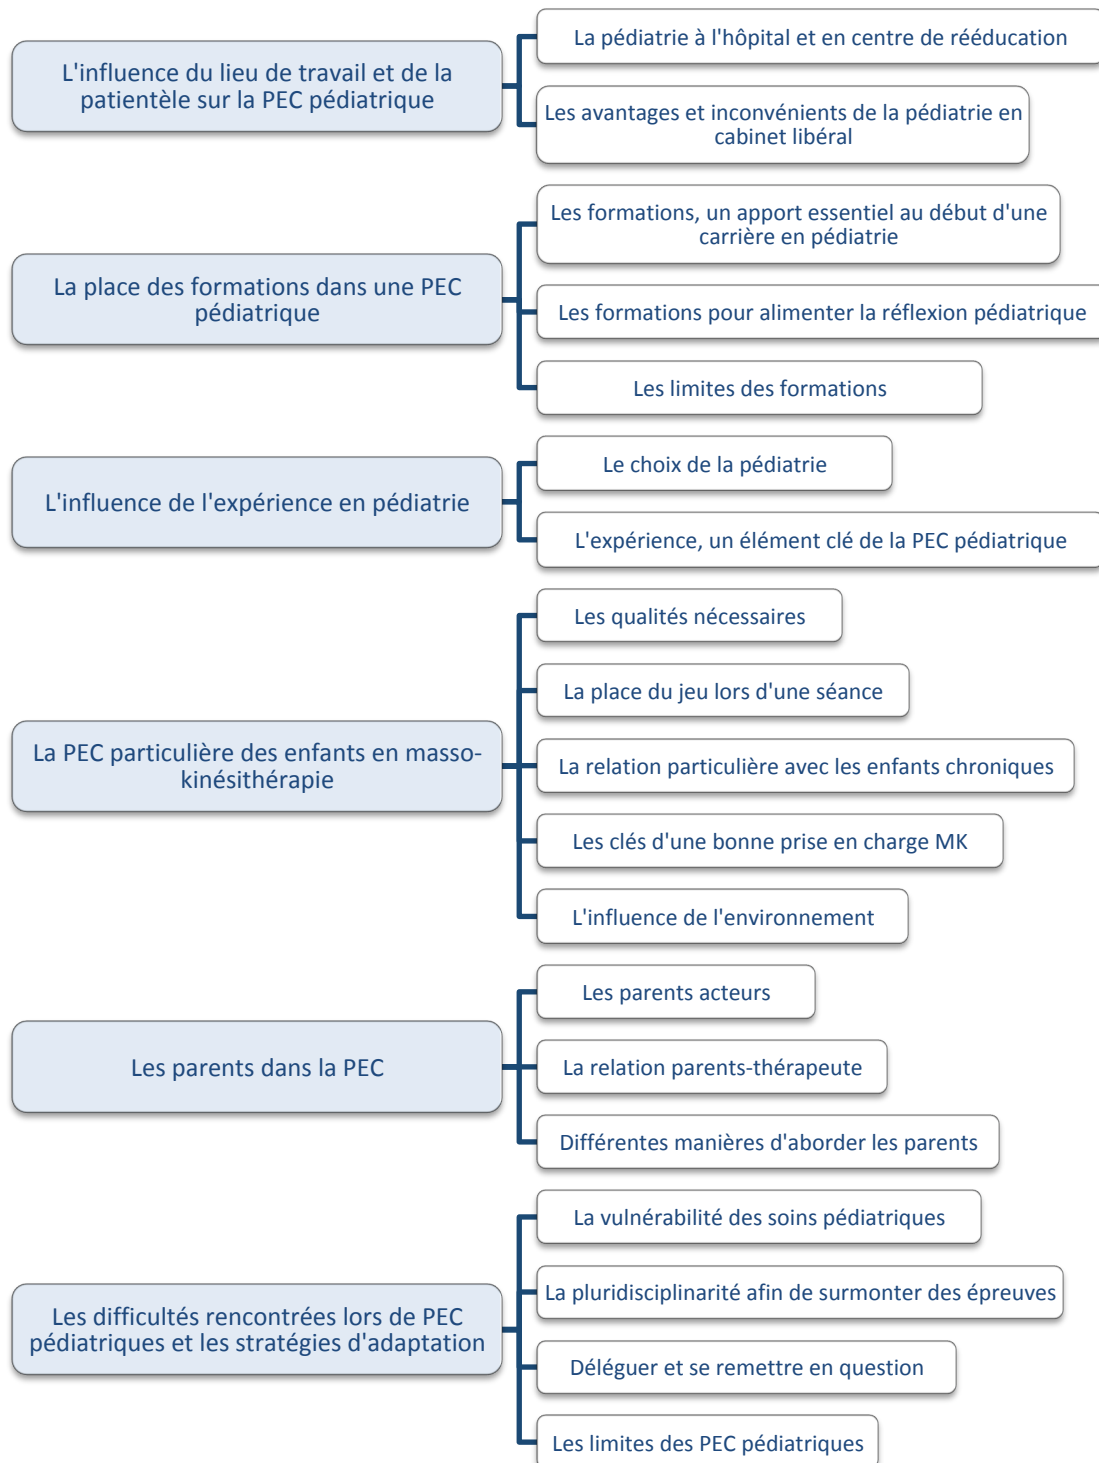 L'influence du lieu de travail et de la
patientèle sur la PEC pédiatrique
La pédiatrie à l'hôpital et en centre de rééducation
Les avantages et inconvénients de la pédiatrie en
cabinet libéral
La place des formations dans une PEC
pédiatrique
Les formations, un apport essentiel au début d'une
carrière en pédiatrie
Les formations pour alimenter la réflexion pédiatrique
Les limites des formations
L'influence de l'expérience en pédiatrie
Le choix de la pédiatrie
L'expérience, un élément clé de la PEC pédiatrique
La PEC particulière des enfants en masso-
kinésithérapie
Les qualités nécessaires
La place du jeu lors d'une séance
La relation particulière avec les enfants chroniques
Les clés d'une bonne prise en charge MK
L'influence de l'environnement
Les parents dans la PEC
Les parents acteurs
La relation parents-thérapeute
Différentes manières d'aborder les parents
Les difficultés rencontrées lors de PEC
pédiatriques et les stratégies d'adaptation
La vulnérabilité des soins pédiatriques
La pluridisciplinarité afin de surmonter des épreuves
Déléguer et se remettre en question
Les limites des PEC pédiatriques